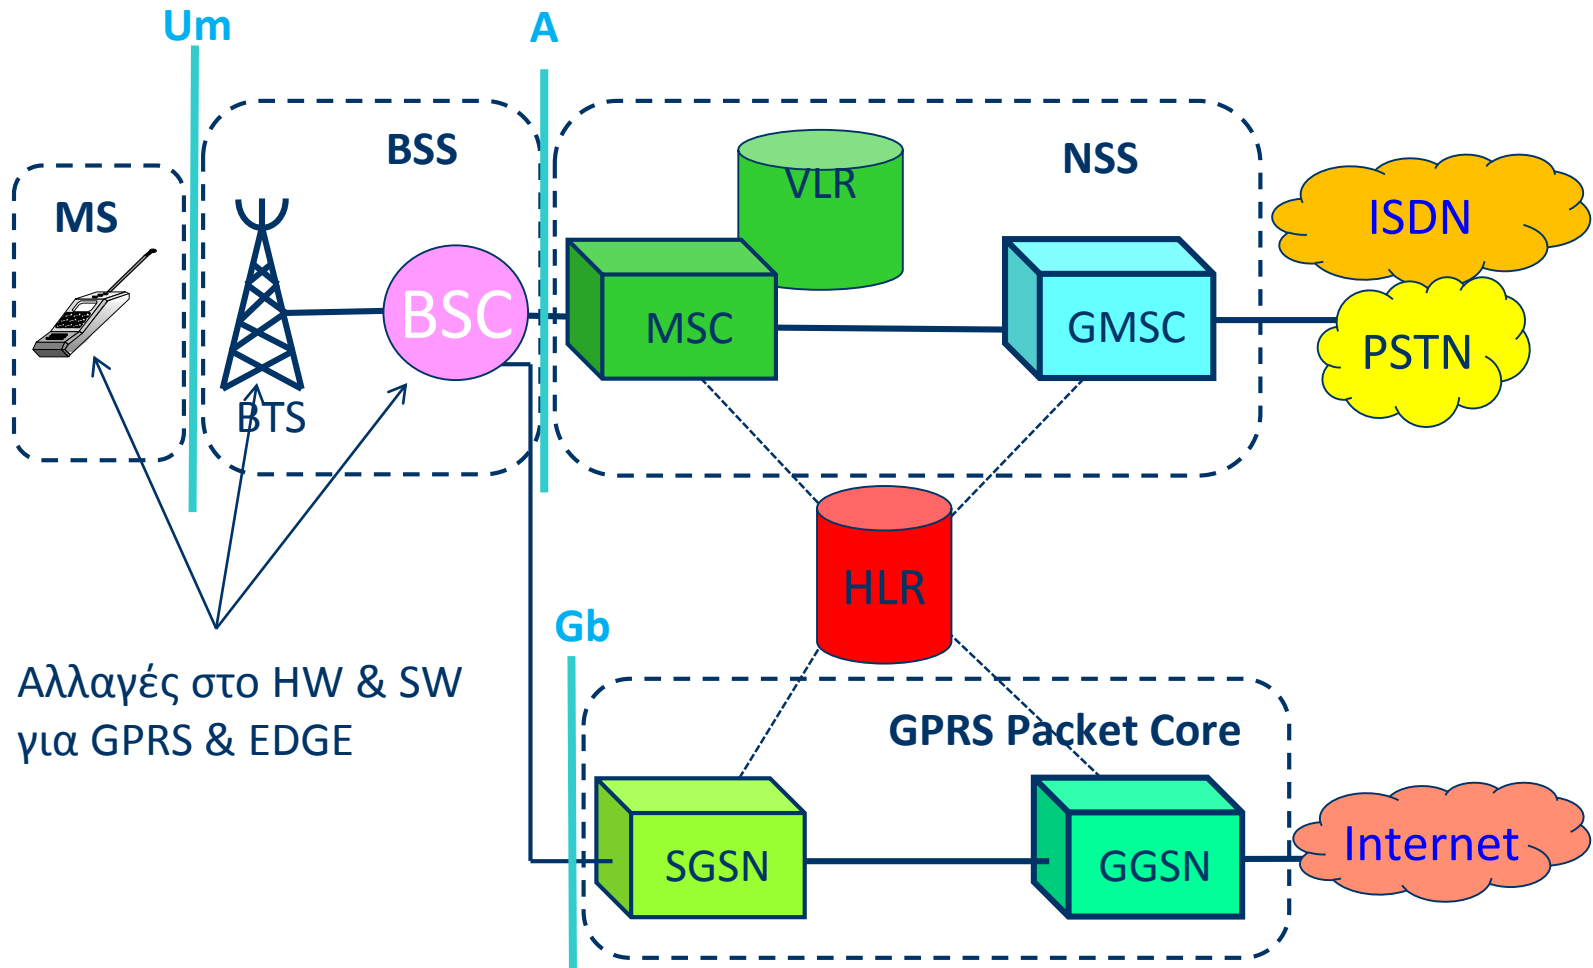 Um
A
BSS
NSS
MS
VLR
ISDN
BSC
MSC
GMSC
PSTN
BTS
HLR
Gb
Αλλαγές στο HW & SW
για GPRS & EDGE
GPRS Packet Core
SGSN
GGSN
Internet